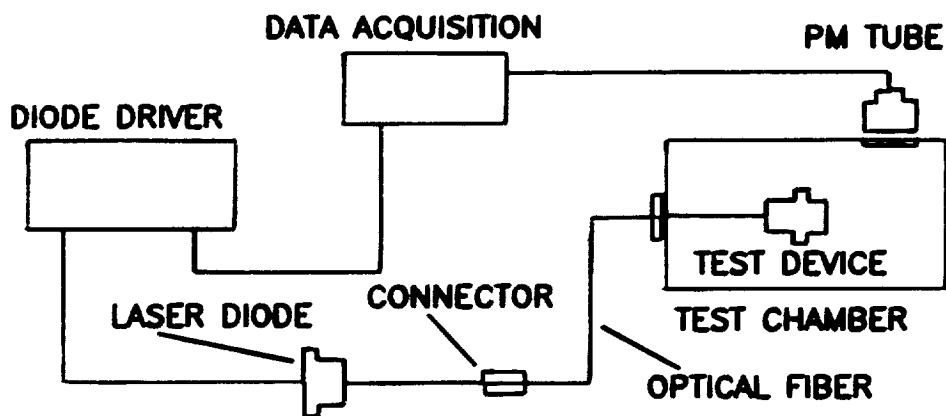 DATA ACQUISITION
PM TUBE
DIODE DRIVER
TEST DEVICE
CONNECTOR
LASER DIODE
TEST CHAMBER
OPTICAL FIBER